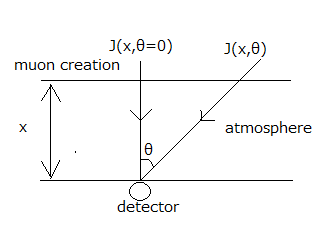 J(x,θ=0)
J(x,θ)
muon creation
x
atmosphere
θ
detector